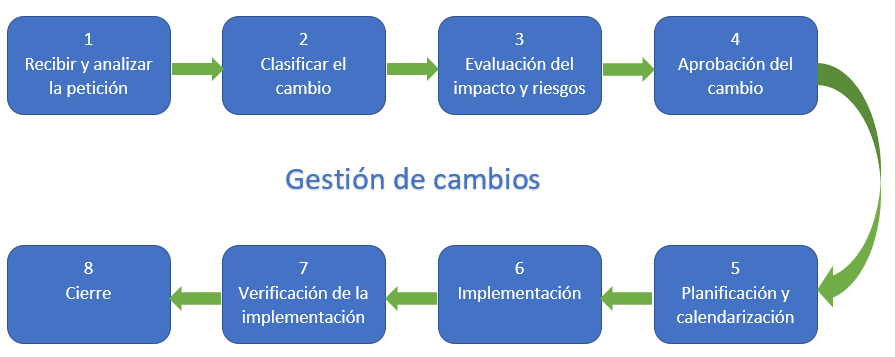 1
Recibir y analizar
la petición
2
Clasificar el
cambio
3
Evaluación del
impacto y riesgos
4
Aprobación del
cambio
Gestión de cambios
5
Planificación y
calendarización
6
Implementación
7
Verificación de la
implementación
8
Cierre